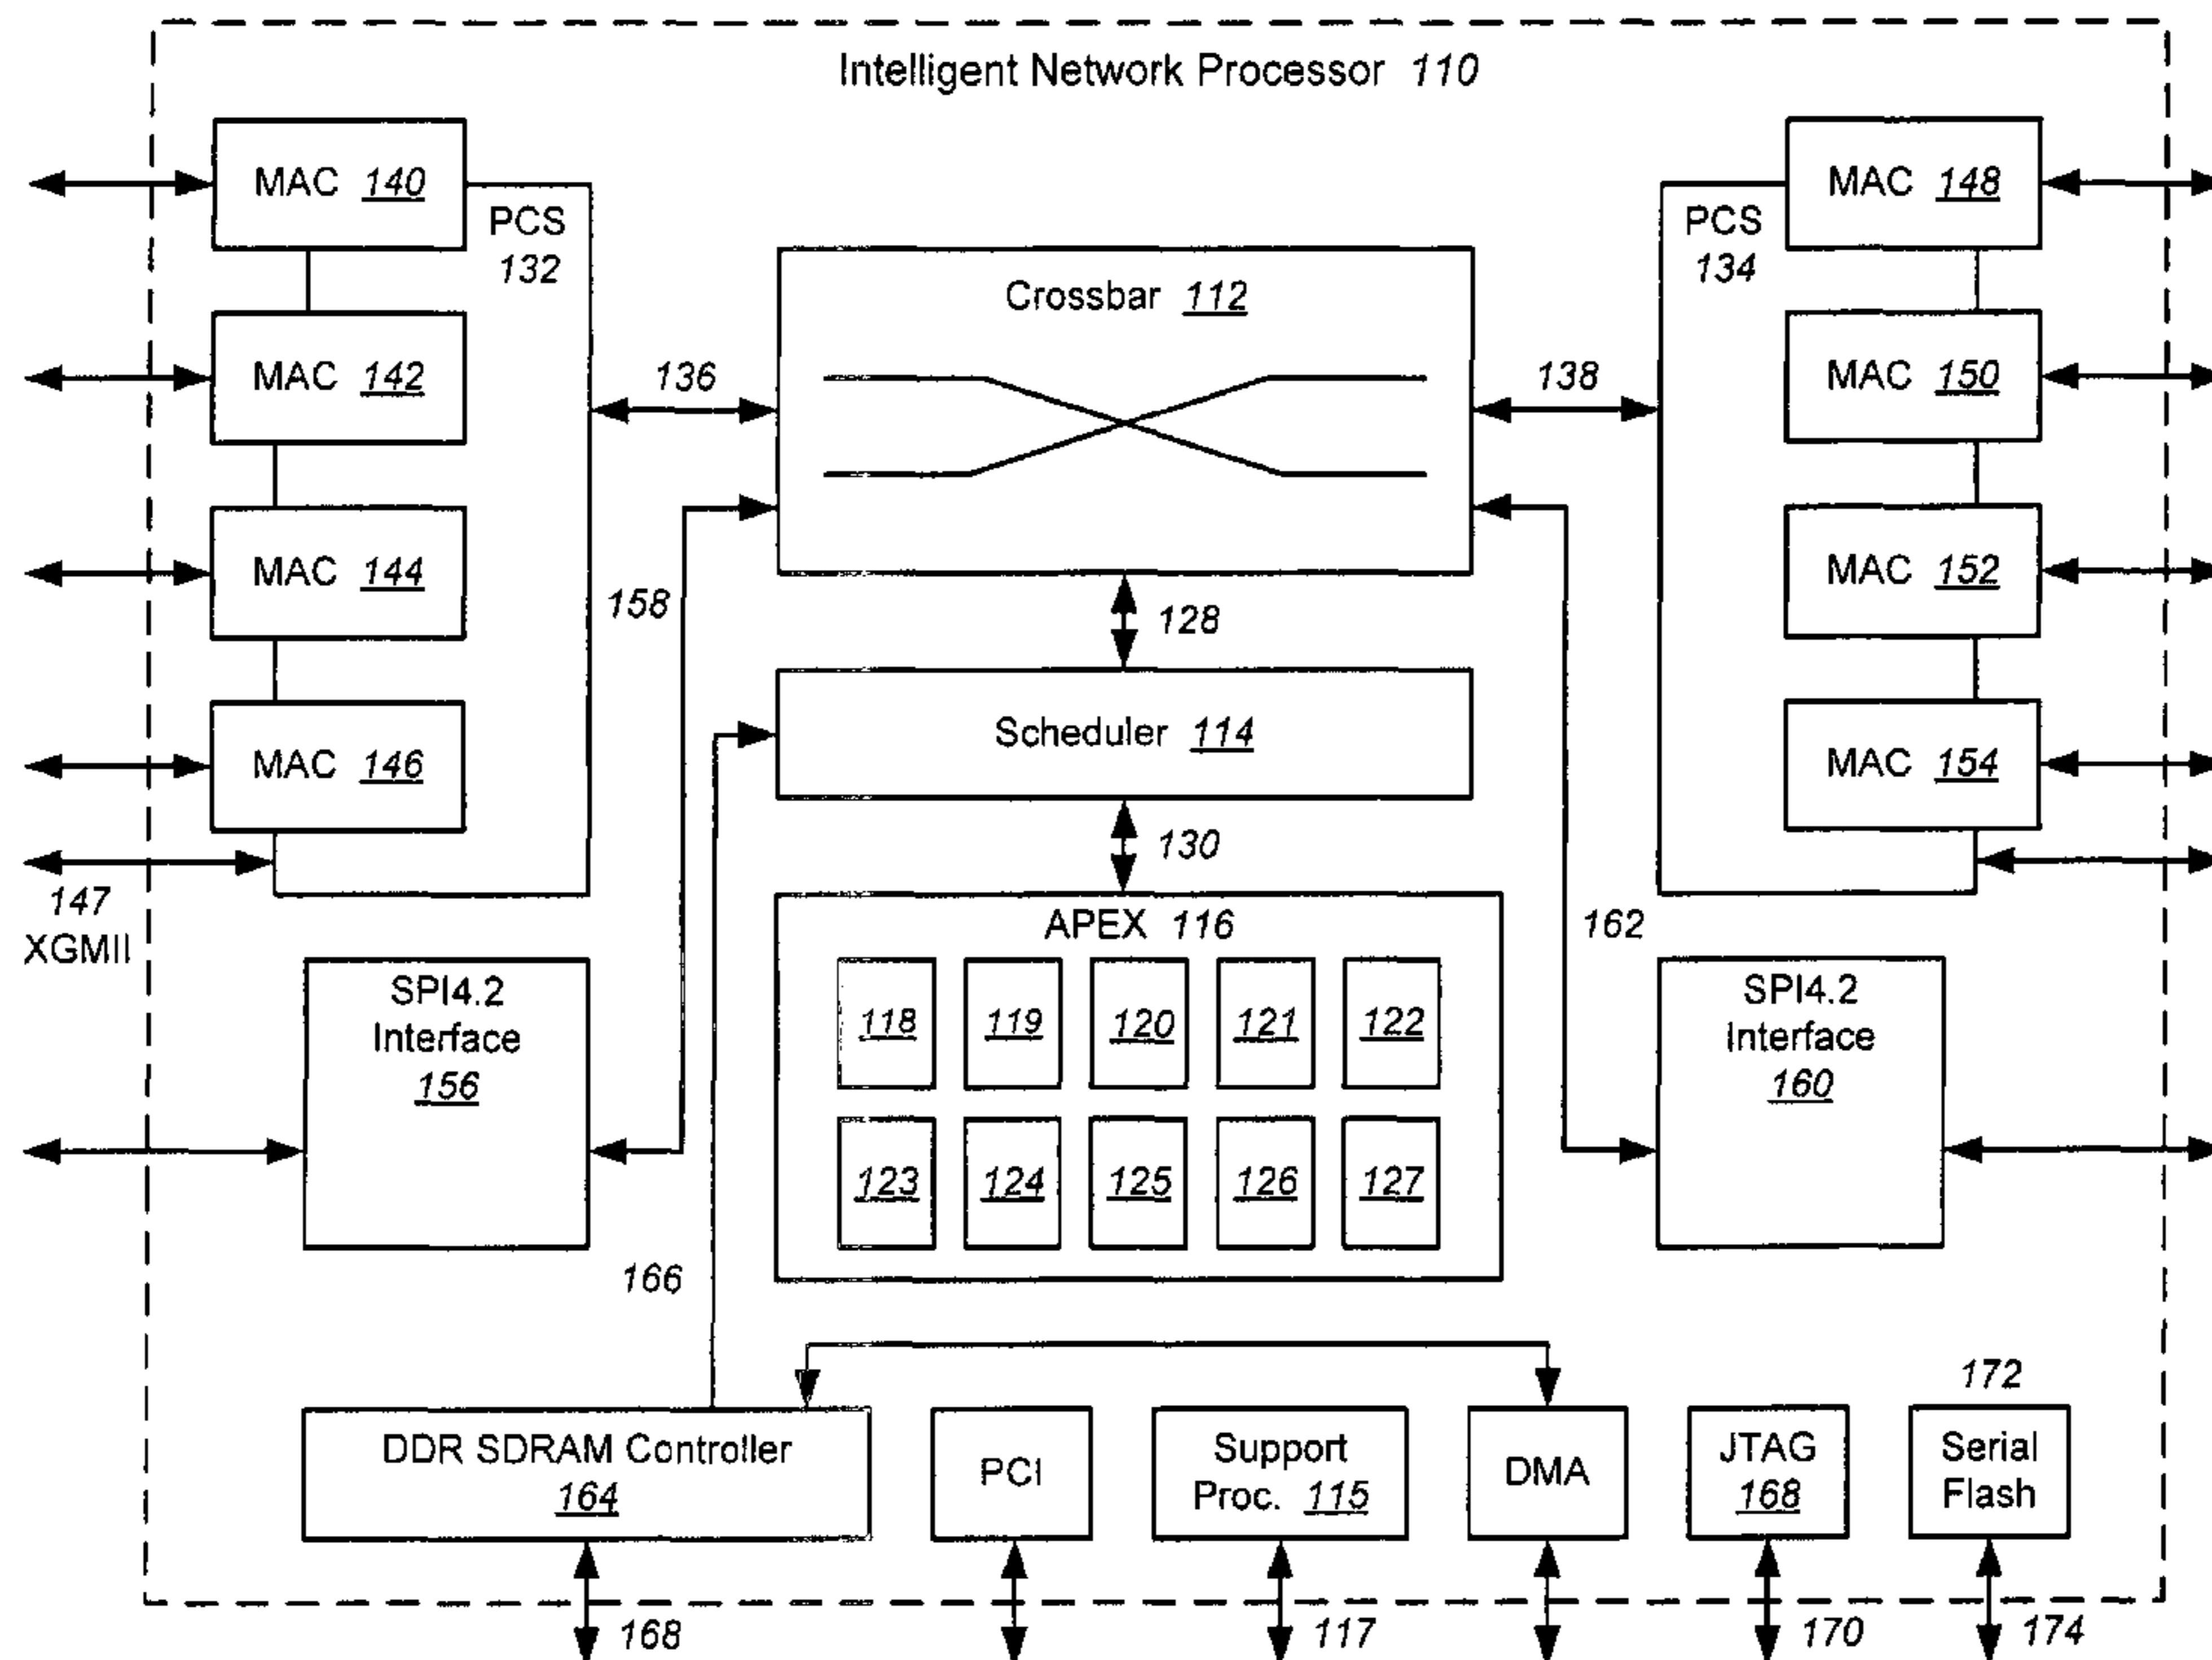 Intelligent Network Processor 110
MAC 140
PCS
132
MAC 142
MAC 144
MAC 146
147
XGMII
136
158
Crossbar 112
138
128
Scheduler 114
130
162
PCS
134
MAC 148
MAC 150
MAC 152
MAC 154
SPI4.2
Interface
156
APEX 116
118 119 120 121 122
123 124 125 126 127
SPI4.2
Interface
160
166
DDR SDRAM Controller
164
168
PCI
Support
Proc. 115
117
DMA
JTAG
168
170
172
Serial
Flash
174